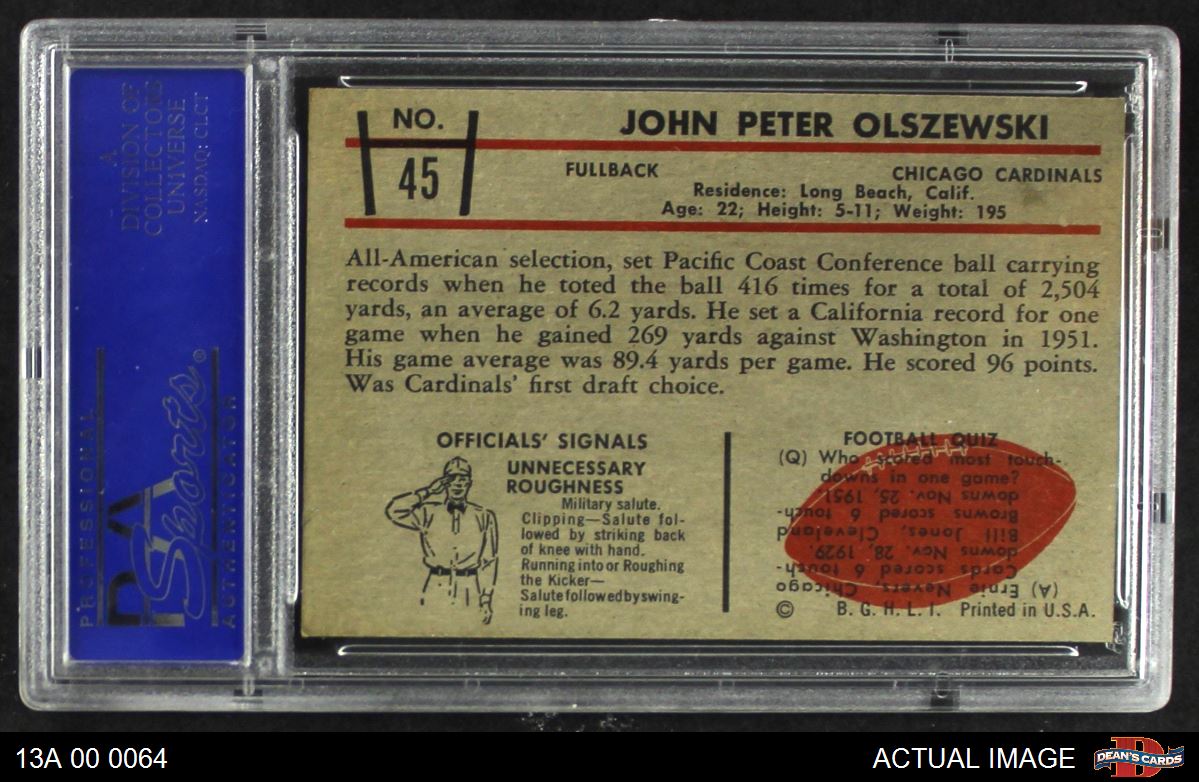 A
DIVISION OF
COLLECTORS
UNIVERSE
NASDAQ: CLCT
PROFESSIONAL
PSA
Sports®
AUTHENTICATOR
NO.
45
JOHN PETER OLSZEWSKI
FULLBACK
CHICAGO CARDINALS
Residence: Long Beach, Calif.
Age: 22; Height: 5-11; Weight: 195
All-American selection, set Pacific Coast Conference ball carrying
records when he toted the ball 416 times for a total of 2,504
yards, an average of 6.2 yards. He set a California record for one
game when he gained 269 yards against Washington in 1951.
His game average was 89.4 yards per game. He scored 96 points.
Was Cardinals' first draft choice.
OFFICIALS' SIGNALS
UNNECESSARY
ROUGHNESS
Military salute.
Clipping—Salute fol-
lowed by striking back
of knee with hand.
Running into or Roughing
the Kicker—
Salute followed by swing-
ing leg.
FOOTBALL QUIZ
(Q) Who scored most touch-
downs in one game?
(A) Ernie Nevers, Chicago
Cards scored 6 touch-
downs Nov. 28, 1929.
Bill Jones, Cleveland
Browns scored 6 touch-
downs Nov. 25, 1951
© B. G. H. L. I. Printed in U.S.A.
13A 00 0064
ACTUAL IMAGE
D
DEAN'S CARDS